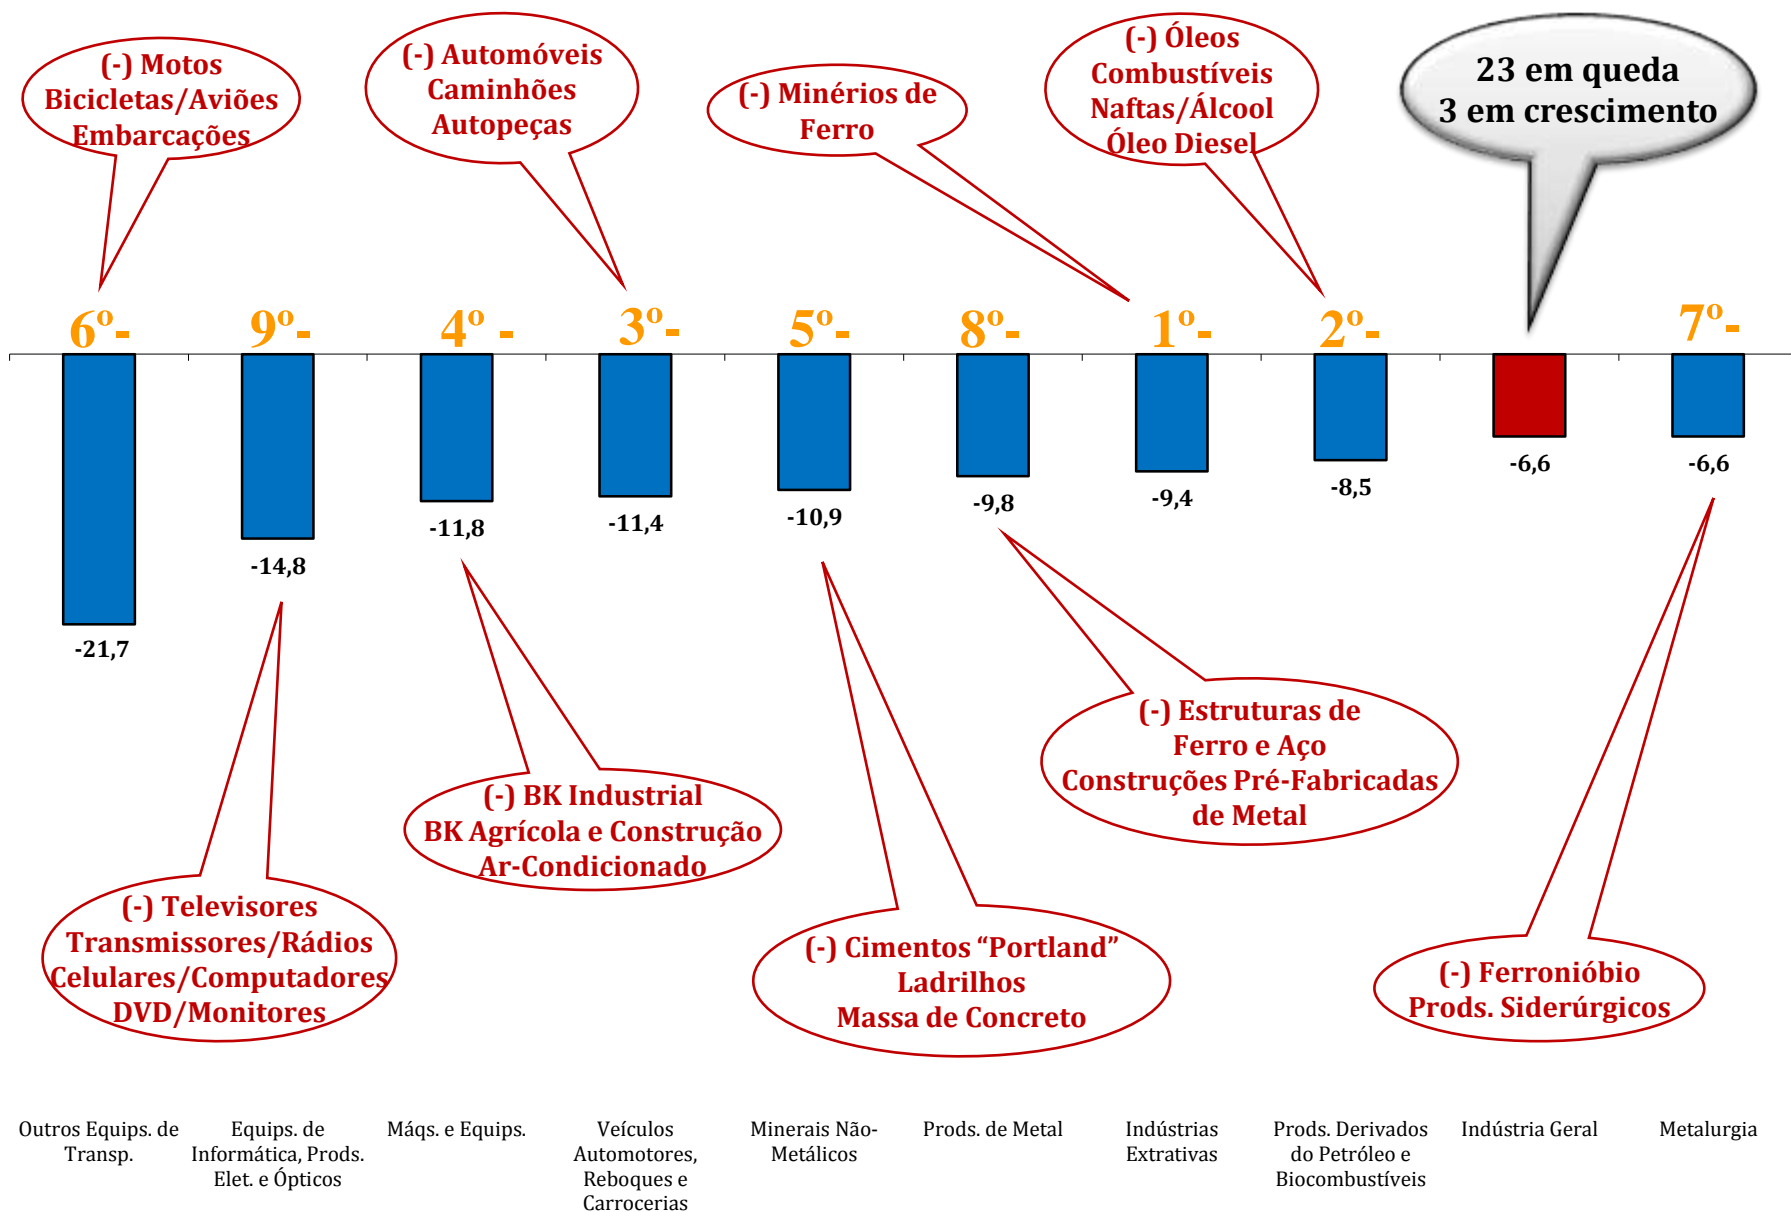 (-) Motos
Bicicletas/Aviões
Embarcações
(-) Automóveis
Caminhões
Autopeças
(-) Minérios de
Ferro
(-) Óleos
Combustíveis
Naftas/Álcool
Óleo Diesel
23 em queda
3 em crescimento
6º-
9º-
4º -
3º-
5º-
8º-
1º-
2º-
7º-
-21,7
-14,8
-11,8
-11,4
-10,9
-9,8
-9,4
-8,5
-6,6
-6,6
(-) Televisores
Transmissores/Rádios
Celulares/Computadores
DVD/Monitores
(-) BK Industrial
BK Agrícola e Construção
Ar-Condicionado
(-) Cimentos “Portland”
Ladrilhos
Massa de Concreto
(-) Estruturas de
Ferro e Aço
Construções Pré-Fabricadas
de Metal
(-) Ferronióbio
Prods. Siderúrgicos
Outros Equips. de
Transp.
Equips. de
Informática, Prods.
Elet. e Ópticos
Máqs. e Equips.
Veículos
Automotores,
Reboques e
Carrocerias
Minerais Não-
Metálicos
Prods. de Metal
Indústrias
Extrativas
Prods. Derivados
do Petróleo e
Biocombustíveis
Indústria Geral
Metalurgia